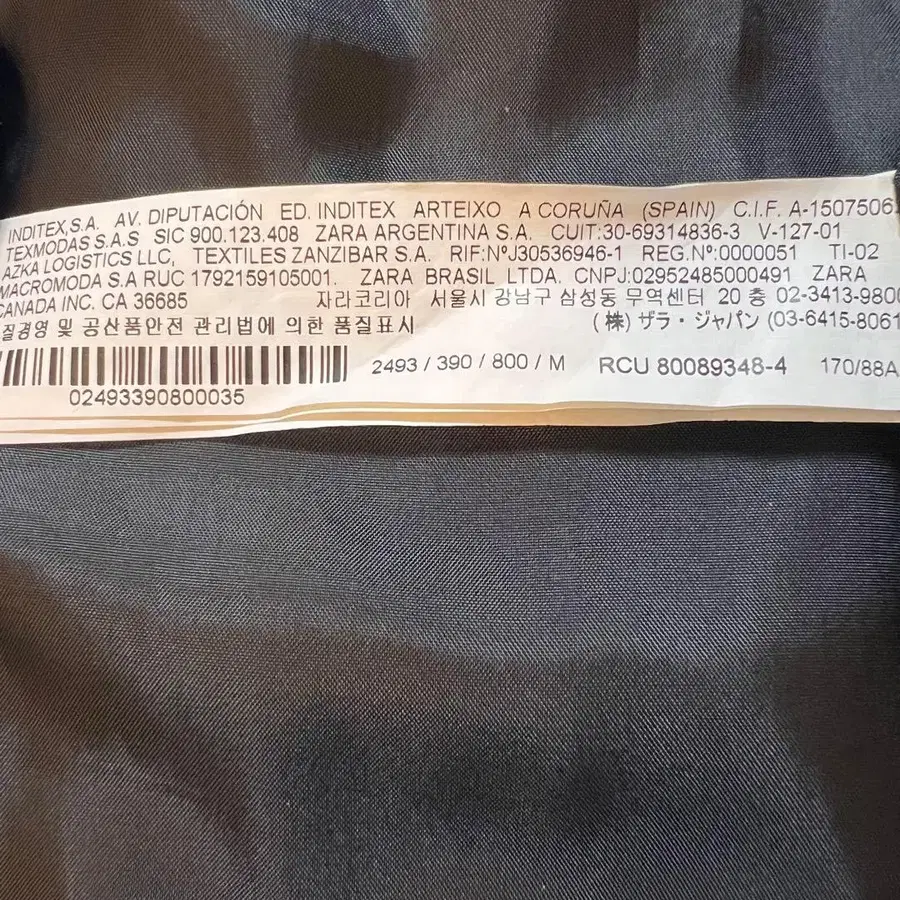 INDITEX,S.A. AV. DIPUTACIÓN ED. INDITEX ARTEIXO A CORUÑA (SPAIN) C.I.F. A-1507506
TEXMODAS S.A.S SIC 900.123.408 ZARA ARGENTINA S.A. CUIT:30-69314836-3 V-127-01
AZKA LOGISTICS LLC, TEXTILES ZANZIBAR S.A. RIF:NºJ30536946-1 REG.Nº:0000051 TI-02
MACROMODA S.A RUC 1792159105001. ZARA BRASIL LTDA. CNPJ:02952485000491 ZARA
CANADA INC. CA 36685 자라코리아 서울시 강남구 삼성동 무역센터 20 층 02-3413-980
질경영 및 공산품안전 관리법에 의한 품질표시 (株) ザラ・ジャパン (03-6415-8061
2493 / 390 / 800 / M RCU 80089348-4 170/88A
02493390800035